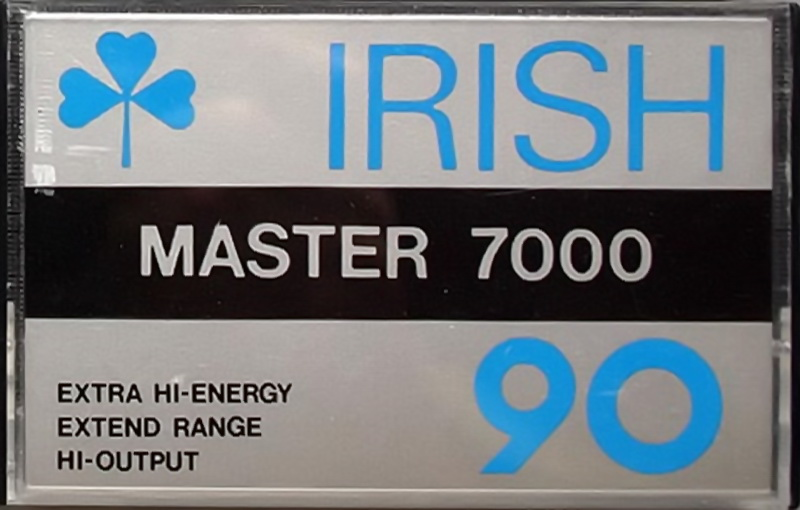 IRISH
MASTER 7000
90
EXTRA HI-ENERGY
EXTEND RANGE
HI-OUTPUT